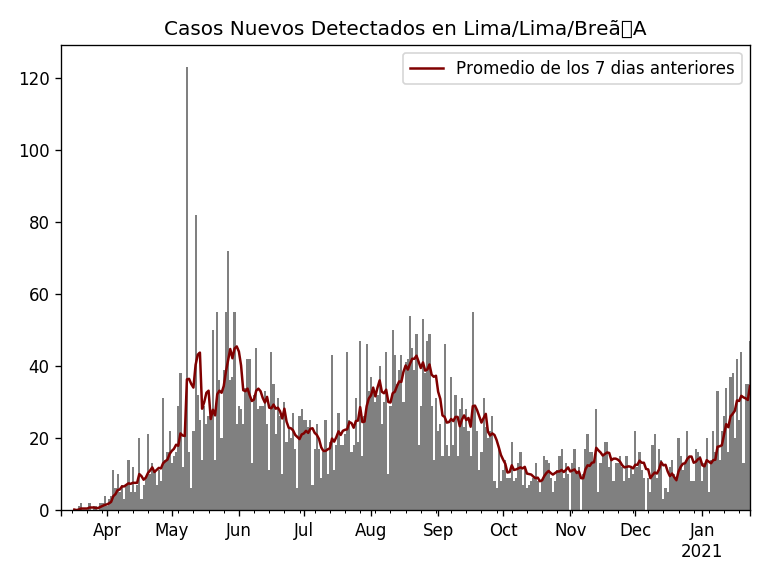 Casos Nuevos Detectados en Lima/Lima/Breã▯A
Promedio de los 7 dias anteriores
120
100
80
60
40
20
0
Apr May Jun Jul Aug Sep Oct Nov Dec Jan
2021